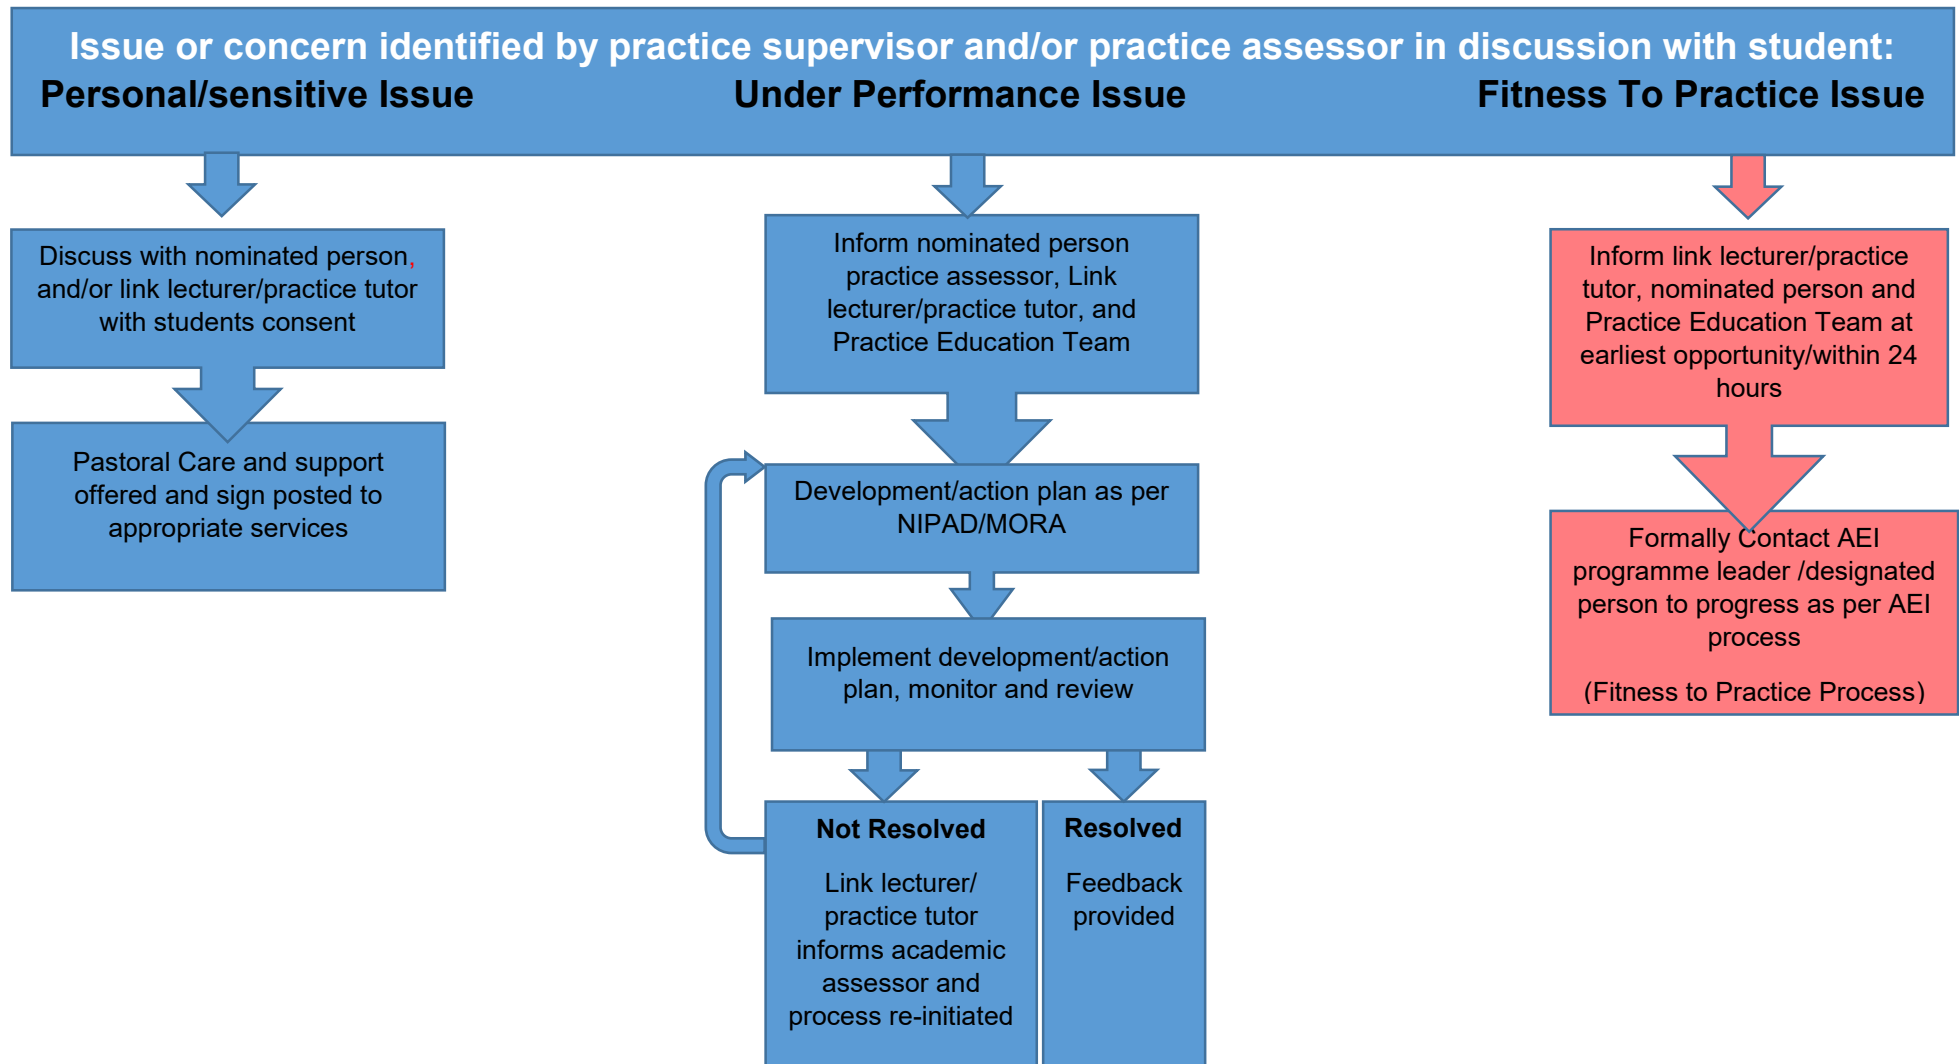 Issue or concern identified by practice supervisor and/or practice assessor in discussion with student:
Personal/sensitive Issue
Under Performance Issue
Fitness To Practice Issue
Discuss with nominated person,
and/or link lecturer/practice tutor
with students consent
Pastoral Care and support
offered and sign posted to
appropriate services
Inform nominated person
practice assessor, Link
lecturer/practice tutor, and
Practice Education Team
Development/action plan as per
NIPAD/MORA
Implement development/action
plan, monitor and review
Not Resolved
Link lecturer/
practice tutor
informs academic
assessor and
process re-initiated
Resolved
Feedback
provided
Inform link lecturer/practice
tutor, nominated person and
Practice Education Team at
earliest opportunity/within 24
hours
Formally Contact AEI
programme leader /designated
person to progress as per AEI
process
(Fitness to Practice Process)